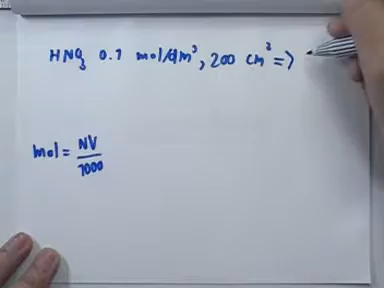 HNO₃ 0.1 mol/dm³, 200 cm³ =>
mol = NV/1000